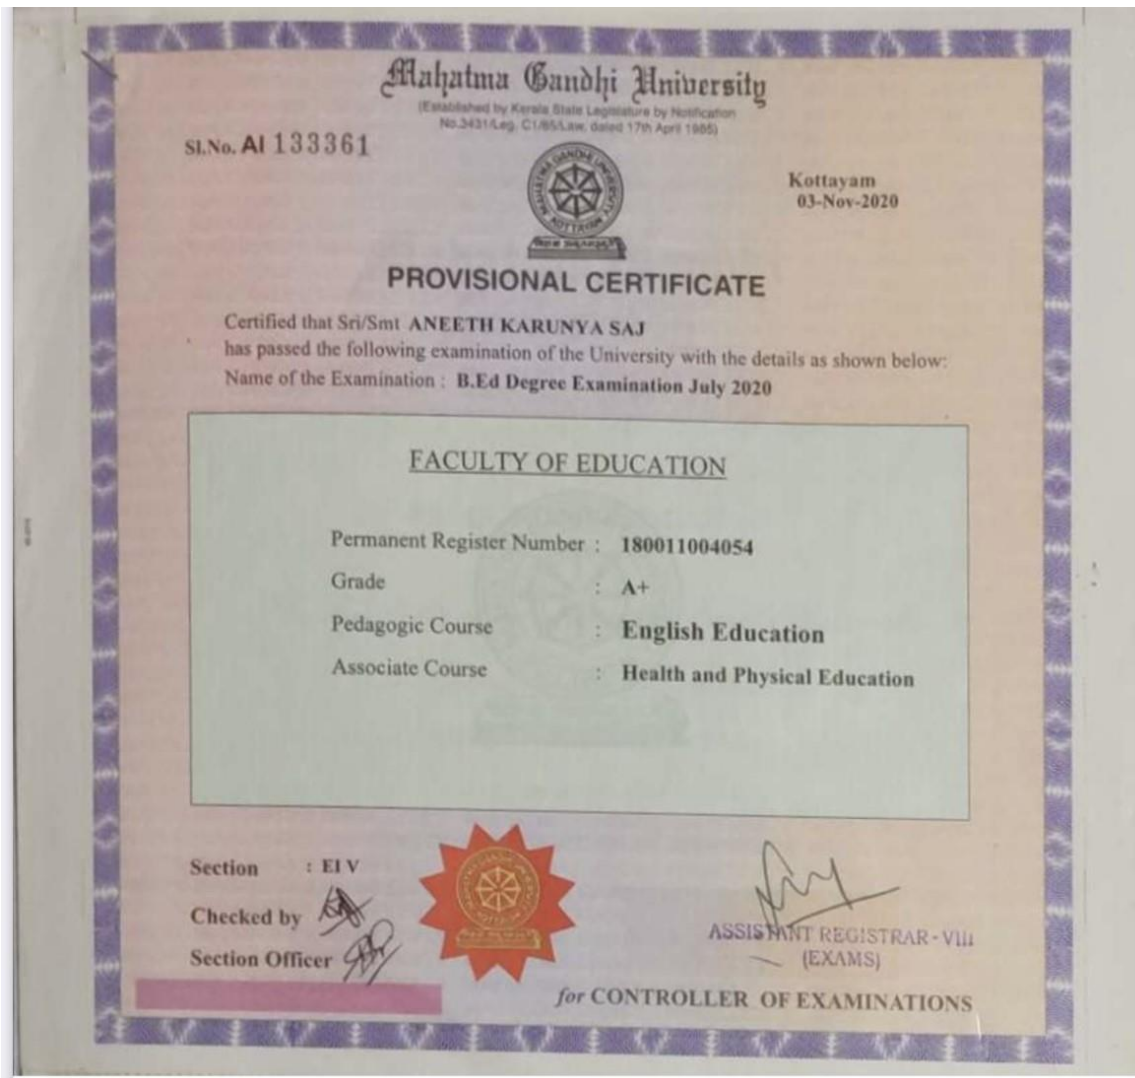 Mahatma Gandhi University
(Established by Kerala State Legislature by Notification
No.3431/Leg. C1/85/Law, dated 17th April 1985)
Sl.No. AI 133361
MAHATMA GANDHI UNIVERSITY
KOTTAYAM
Kottayam
03-Nov-2020
PROVISIONAL CERTIFICATE
Certified that Sri/Smt ANEETH KARUNYA SAJ
has passed the following examination of the University with the details as shown below:
Name of the Examination : B.Ed Degree Examination July 2020
FACULTY OF EDUCATION
Permanent Register Number : 180011004054
Grade : A+
Pedagogic Course : English Education
Associate Course : Health and Physical Education
Section : EI V
Checked by
Section Officer
ASSISTANT REGISTRAR - VIII
(EXAMS)
for CONTROLLER OF EXAMINATIONS